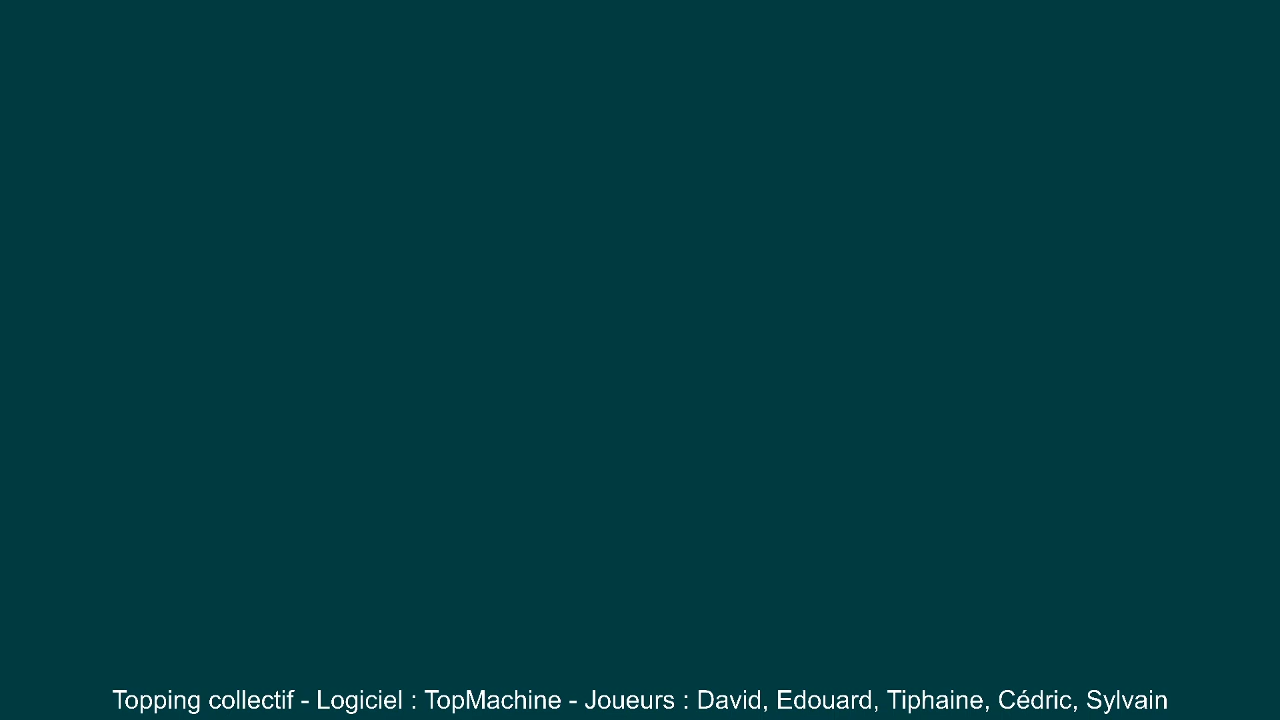 Topping collectif - Logiciel : TopMachine - Joueurs : David, Edouard, Tiphaine, Cédric, Sylvain